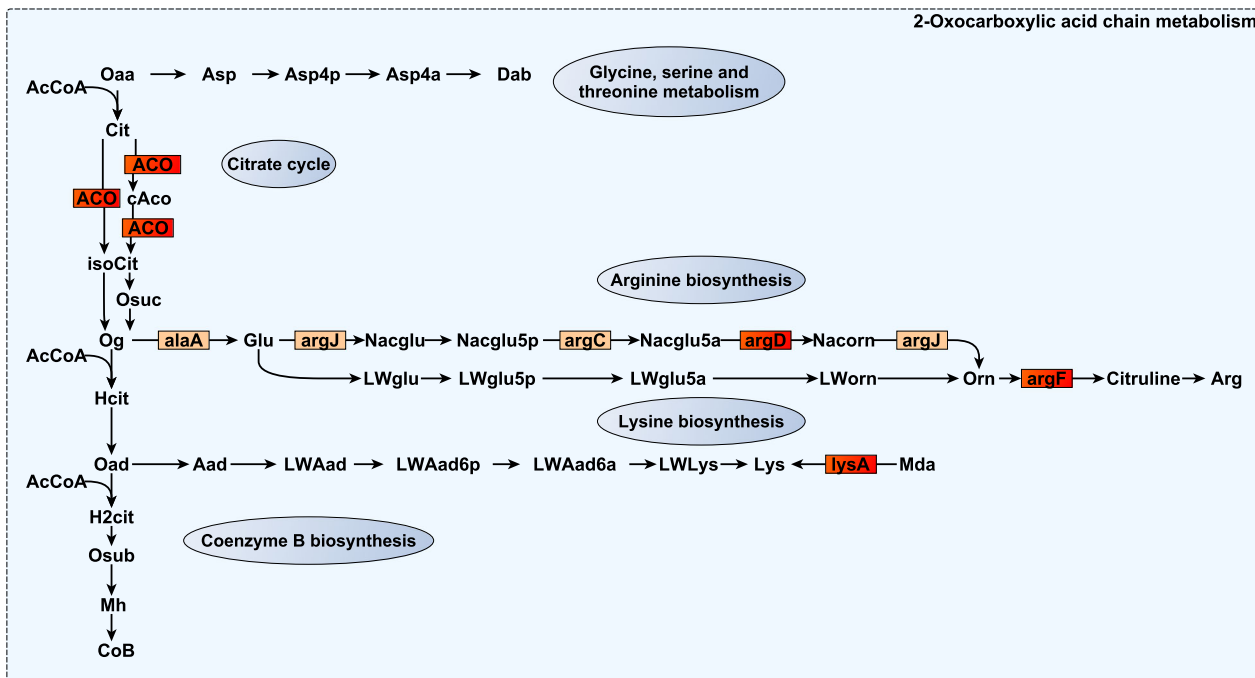 2-Oxocarboxylic acid chain metabolism
Oaa Asp Asp4p Asp4a Dab
Glycine, serine and
threonine metabolism
AcCoA
Cit
ACO
Citrate cycle
ACO cAco
ACO
isoCit
Arginine biosynthesis
Osuc
Og alaA Glu argJ Nacglu Nacglu5p argC Nacglu5a argD Nacorn argJ
AcCoA
LWglu LWglu5p LWglu5a LWorn Orn argF Citruline Arg
Hcit
Lysine biosynthesis
Oad Aad LWAad LWAad6p LWAad6a LWLys Lys lysA Mda
AcCoA
H2cit
Coenzyme B biosynthesis
Osub
Mh
CoB